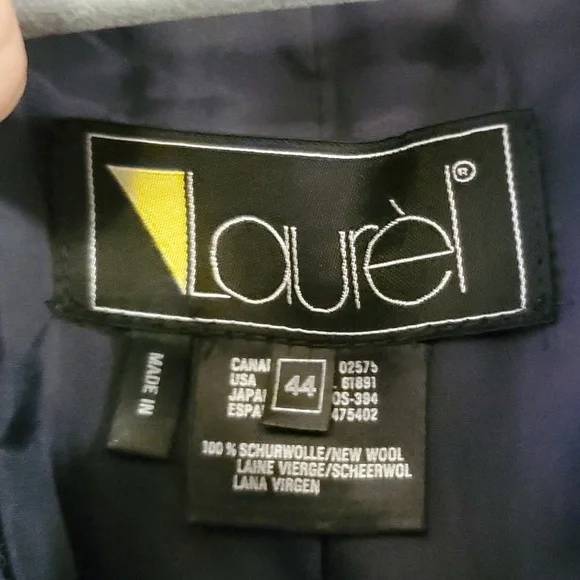 Laurèl®
MADE IN
44
CANA 02575
USA 61891
JAPA OS-394
ESPA 475402
100% SCHURWOLLE/NEW WOOL
LAINE VIERGE/SCHEERWOL
LANA VIRGEN